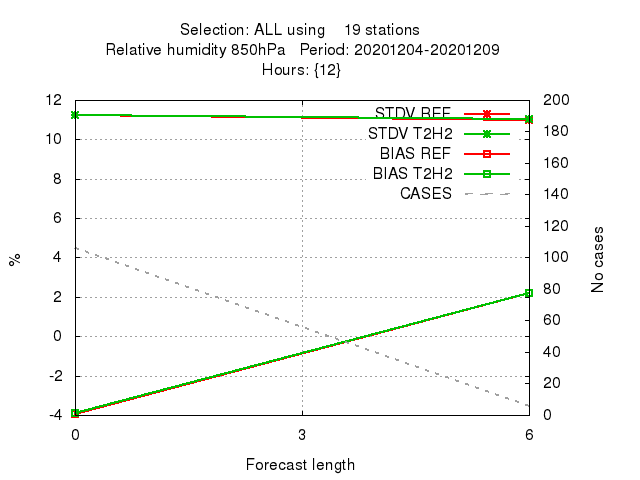 Selection: ALL using 19 stations
Relative humidity 850hPa Period: 20201204-20201209
Hours: {12}
12 200
STDV REF
10 180
STDV T2H2
BIAS REF 160
8
BIAS T2H2 140
CASES
6 120
4 100
80
2
60
0 40
-2 20
-4 0
%
No cases
0 3 6
Forecast length